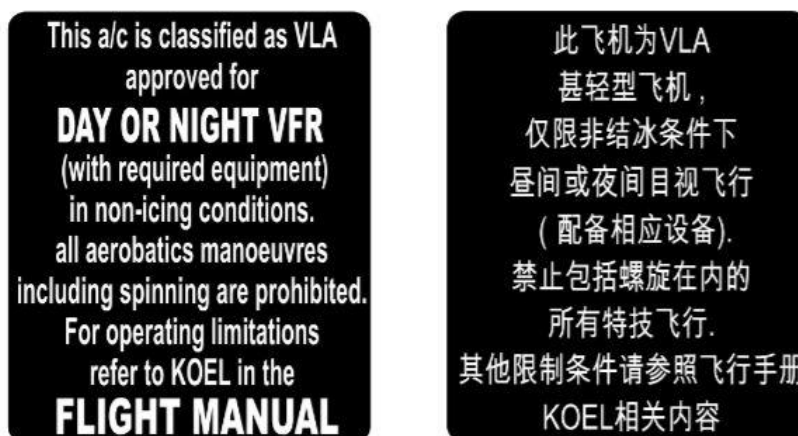 This a/c is classified as VLA
approved for
DAY OR NIGHT VFR
(with required equipment)
in non-icing conditions.
all aerobatics manoeuvres
including spinning are prohibited.
For operating limitations
refer to KOEL in the
FLIGHT MANUAL
此飞机为VLA
甚轻型飞机，
仅限非结冰条件下
昼间或夜间目视飞行
( 配备相应设备).
禁止包括螺旋在内的
所有特技飞行.
其他限制条件请参照飞行手册
KOEL相关内容